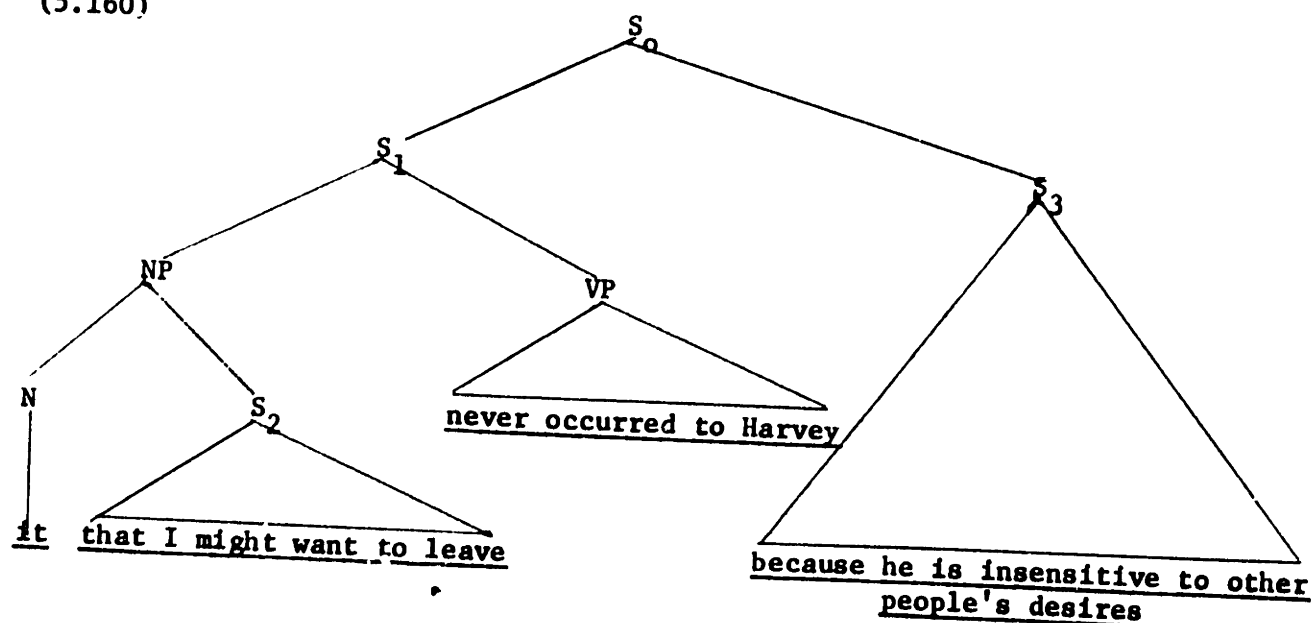 (5.160)
S0
S1
S3
NP
VP
N
S2
never occurred to Harvey
it that I might want to leave
because he is insensitive to other
people's desires